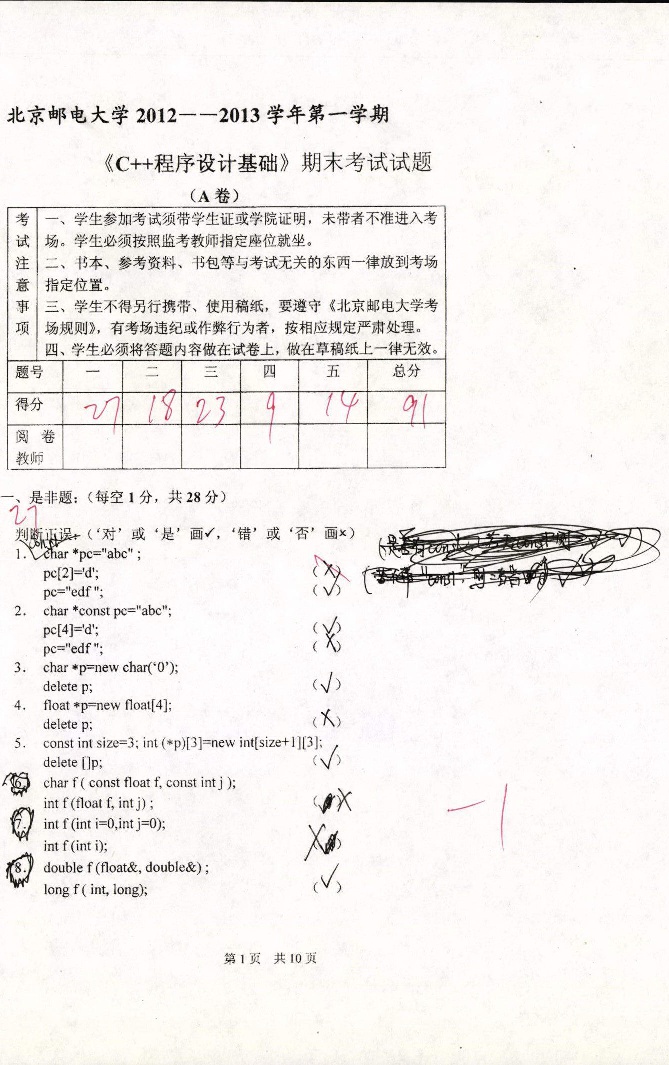 北京邮电大学 2012——2013 学年第一学期
《C++程序设计基础》期末考试试题
（A 卷）
考试注意事项
一、学生参加考试须带学生证或学院证明，未带者不准进入考
场。学生必须按照监考教师指定座位就坐。
二、书本、参考资料、书包等与考试无关的东西一律放到考场
指定位置。
三、学生不得另行携带、使用稿纸，要遵守《北京邮电大学考
场规则》，有考场违纪或作弊行为者，按相应规定严肃处理。
四、学生必须将答题内容做在试卷上，做在草稿纸上一律无效。
题号 一 二 三 四 五 总分
得分 27 18 23 9 14 91
阅 卷
教师
一、是非题：（每空 1 分，共 28 分）
27
判断正误：（‘对’或‘是’画✓，‘错’或‘否’画×）
const
1. char *pc="abc" ;
pc[2]='d'; (×)
pc="edf "; (✓)
2. char *const pc="abc";
pc[4]='d'; (✓)
pc="edf "; (×)
3. char *p=new char(‘0’);
delete p; (✓)
4. float *p=new float[4];
delete p; (×)
5. const int size=3; int (*p)[3]=new int[size+1][3];
delete []p; (✓)
6. char f ( const float f, const int j );
int f (float f, int j) ; ( )×
7. int f (int i=0,int j=0);
int f (int i); ×( )
8. double f (float&, double&) ;
long f ( int, long); (✓)
-1
第 1 页 共 10 页